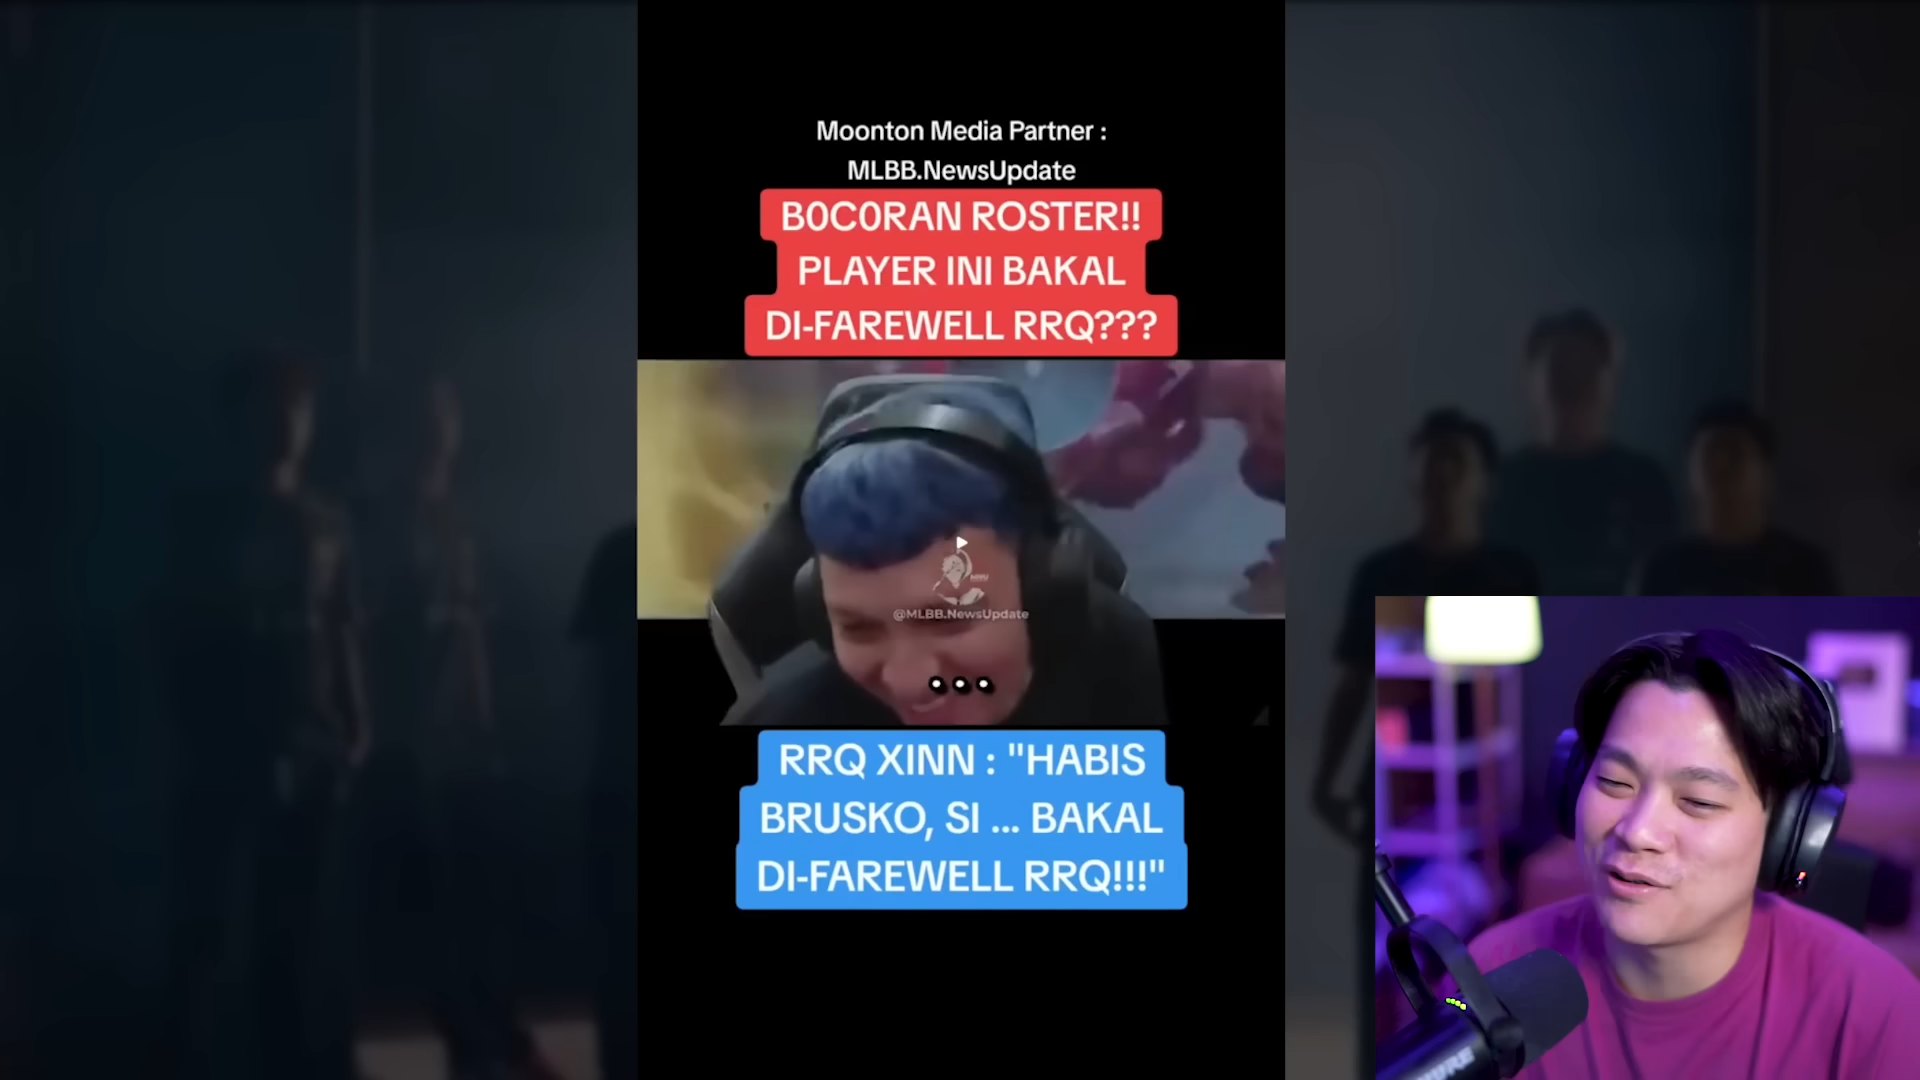 Moonton Media Partner :
MLBB.NewsUpdate
B0C0RAN ROSTER!!
PLAYER INI BAKAL
DI-FAREWELL RRQ???
MNU
@MLBB.NewsUpdate
RRQ XINN : "HABIS
BRUSKO, SI ... BAKAL
DI-FAREWELL RRQ!!!"